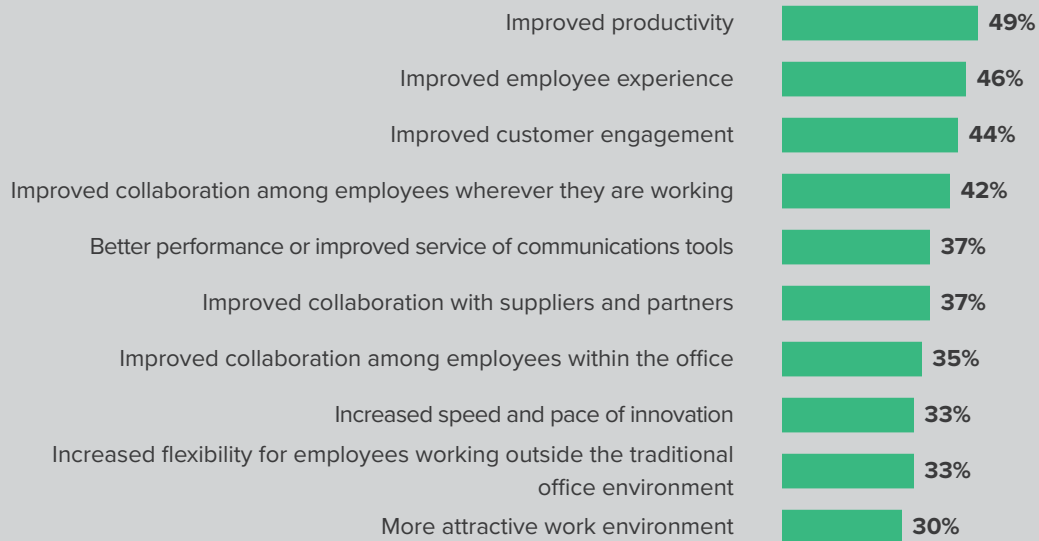 Improved productivity 49%
Improved employee experience 46%
Improved customer engagement 44%
Improved collaboration among employees wherever they are working 42%
Better performance or improved service of communications tools 37%
Improved collaboration with suppliers and partners 37%
Improved collaboration among employees within the office 35%
Increased speed and pace of innovation 33%
Increased flexibility for employees working outside the traditional
office environment 33%
More attractive work environment 30%